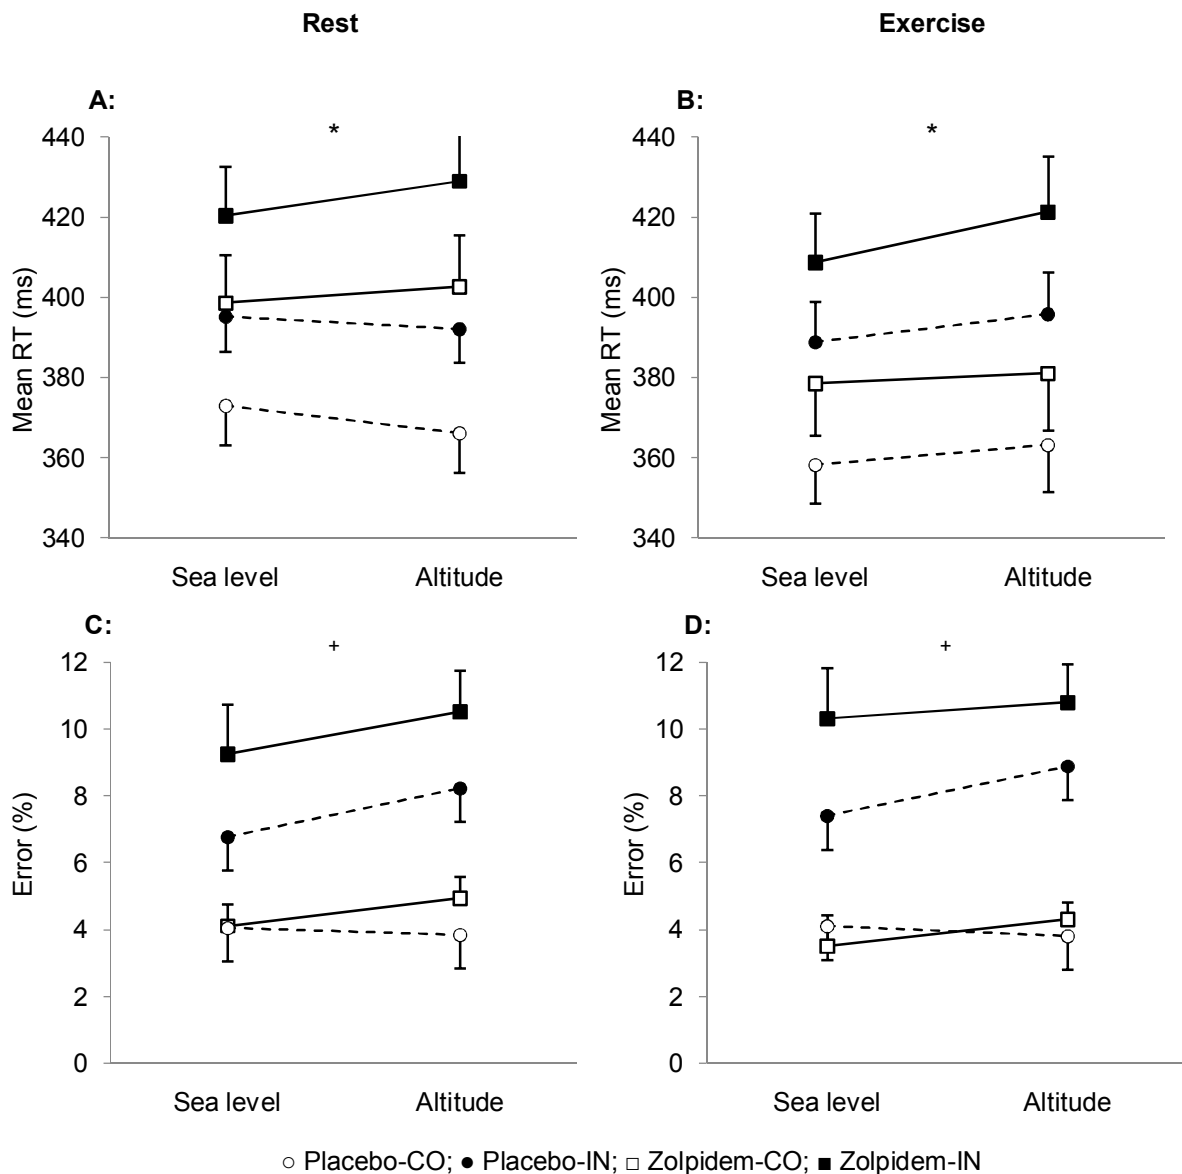 Rest
Exercise
A:
*
440
420
400
380
360
340
Mean RT (ms)
Sea level Altitude
B:
*
440
420
400
380
360
340
Mean RT (ms)
Sea level Altitude
C:
+
12
10
8
6
4
2
0
Error (%)
Sea level Altitude
D:
+
12
10
8
6
4
2
0
Error (%)
Sea level Altitude
○ Placebo-CO; ● Placebo-IN; □ Zolpidem-CO; ■ Zolpidem-IN